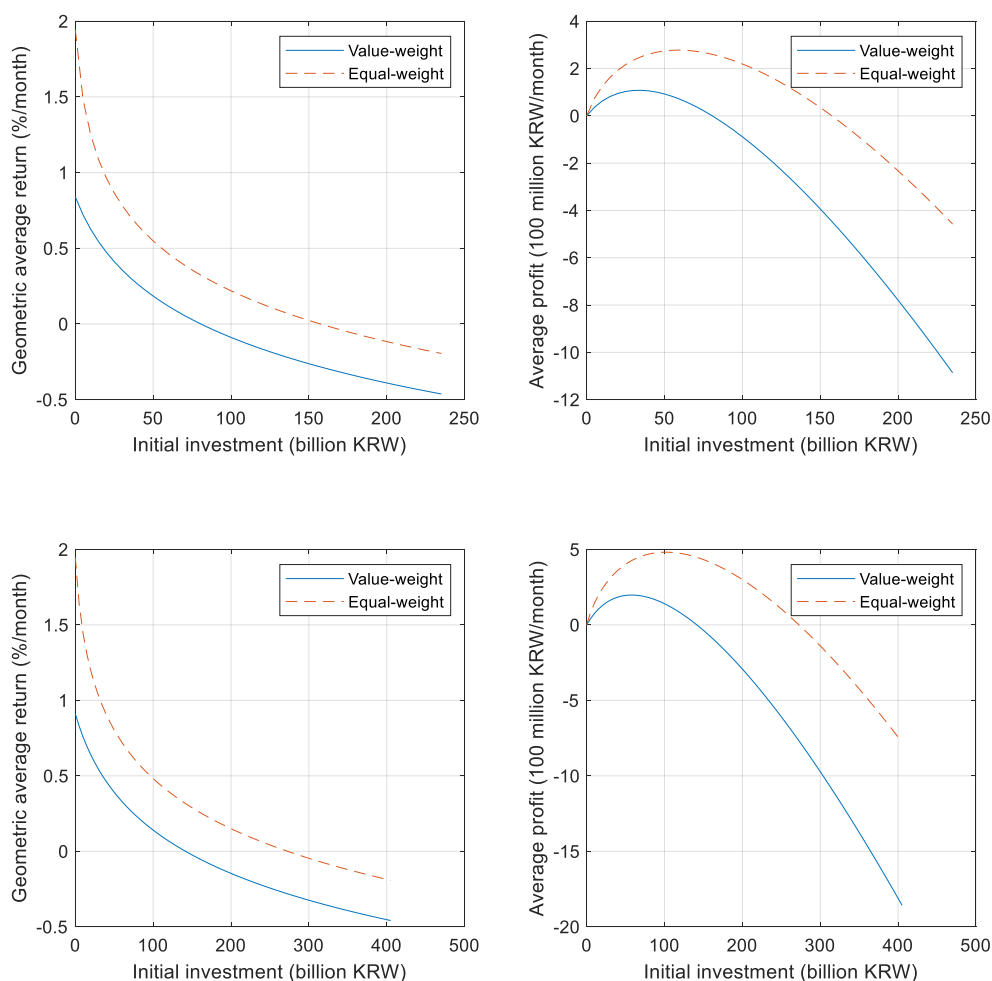 Geometric average return (%/month)
2
1.5
1
0.5
0
-0.5
0 50 100 150 200 250
Initial investment (billion KRW)
Value-weight
Equal-weight
Average profit (100 million KRW/month)
4
2
0
-2
-4
-6
-8
-10
-12
0 50 100 150 200 250
Initial investment (billion KRW)
Value-weight
Equal-weight
Geometric average return (%/month)
2
1.5
1
0.5
0
-0.5
0 100 200 300 400 500
Initial investment (billion KRW)
Value-weight
Equal-weight
Average profit (100 million KRW/month)
5
0
-5
-10
-15
-20
0 100 200 300 400 500
Initial investment (billion KRW)
Value-weight
Equal-weight